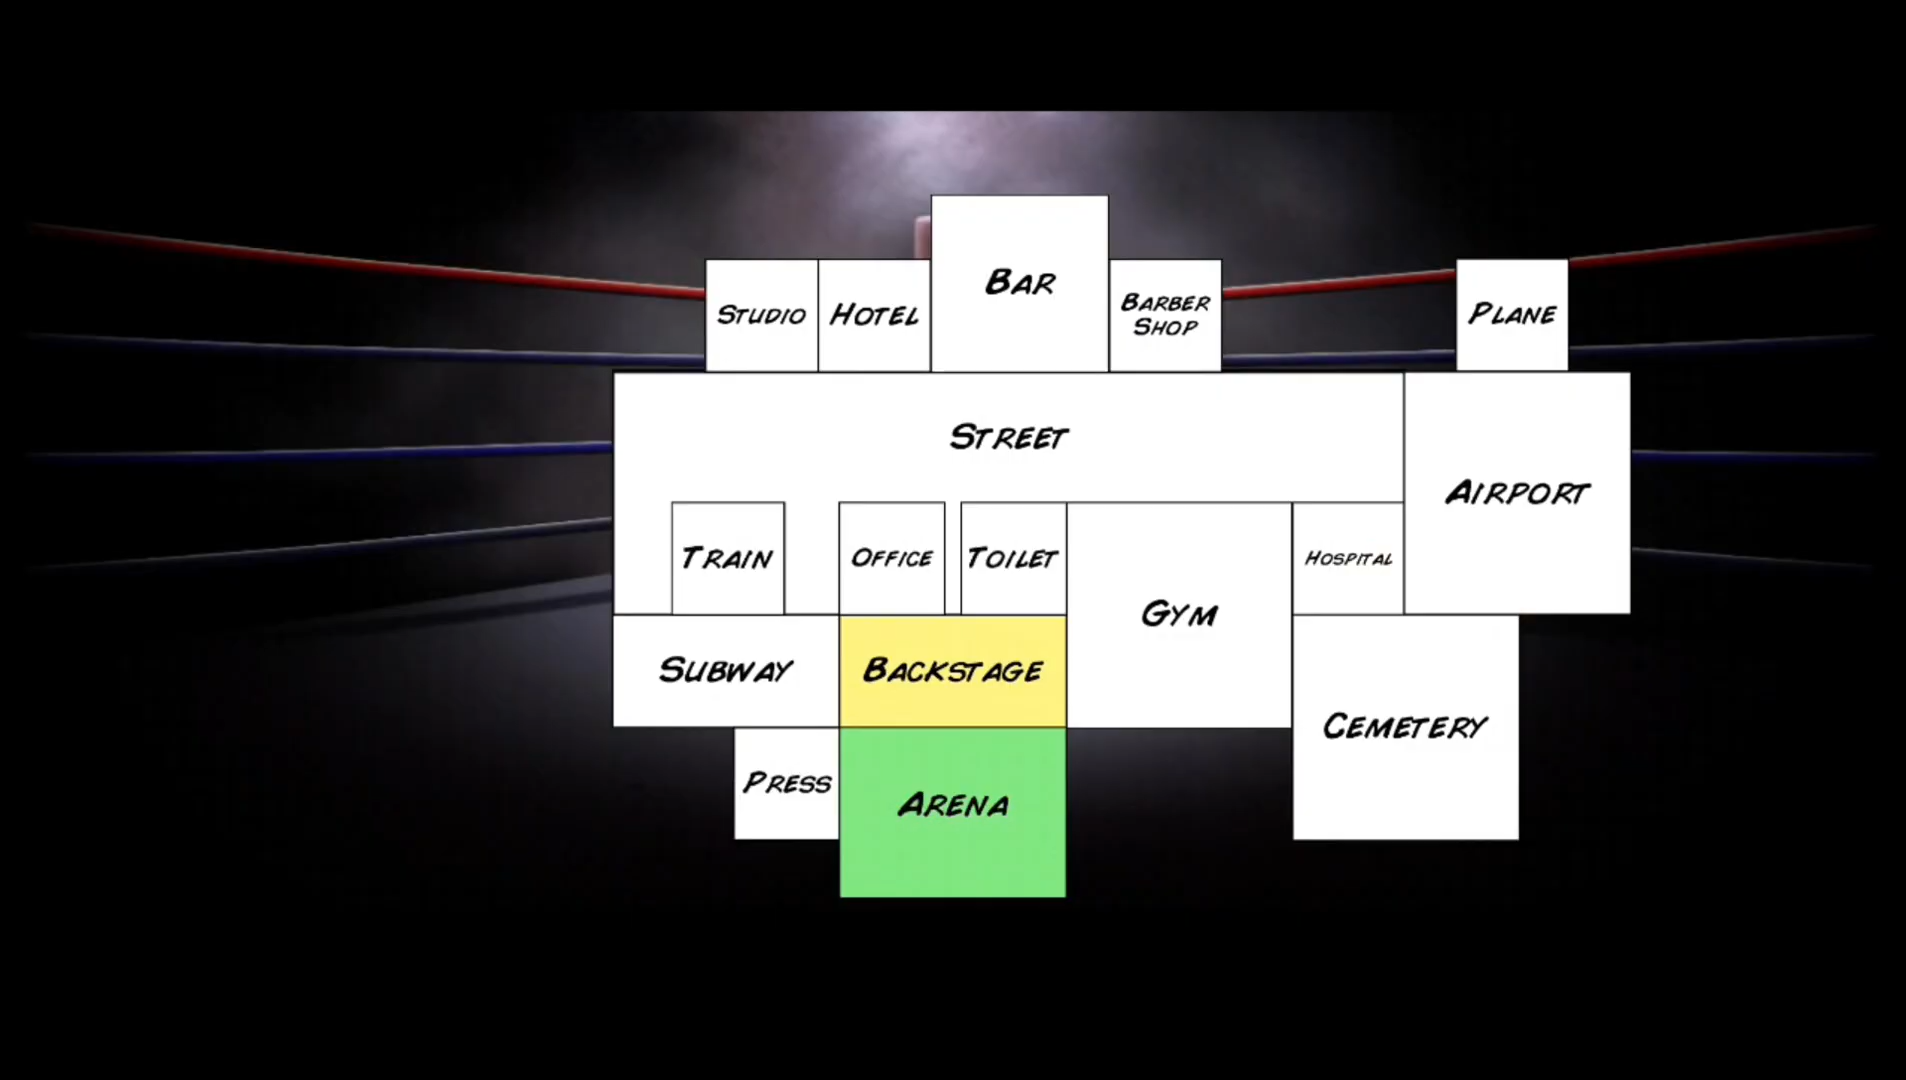 Bar
Studio
Hotel
Barber
Shop
Plane
Street
Airport
Train
Office
Toilet
Hospital
Gym
Subway
Backstage
Cemetery
Press
Arena